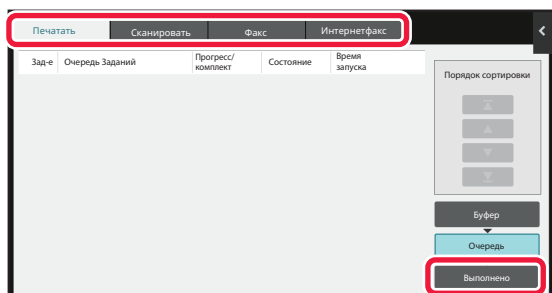 Печатать Сканировать Факс Интернетфакс
Зад-е Очередь Заданий Прогресс/ комплект Состояние Время запуска
Порядок сортировки
Буфер
Очередь
Выполнено